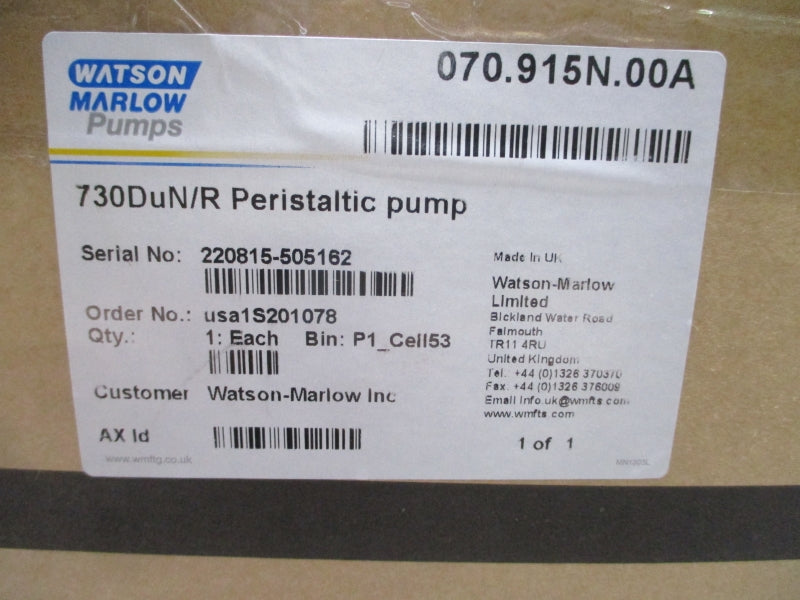 WATSON
MARLOW
Pumps
070.915N.00A
730DuN/R Peristaltic pump
Serial No: 220815-505162
Order No.: usa1S201078
Qty.: 1: Each Bin: P1_Cell53
Customer Watson-Marlow Inc
AX Id
www.wmftg.co.uk
Made In UK
Watson-Marlow
Limited
Bickland Water Road
Falmouth
TR11 4RU
United Kingdom
Tel. +44 (0)1326 370370
Fax. +44 (0)1326 376009
Email Info.uk@wmfts com
www.wmfts com
1 of 1